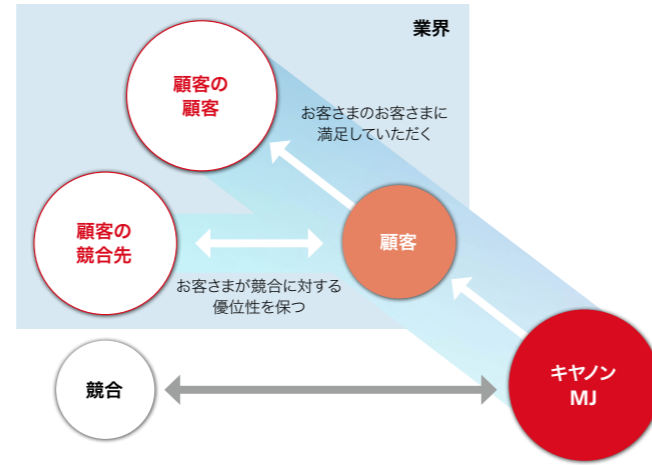 業界
顧客の
顧客
お客さまのお客さまに
満足していただく
顧客の
競合先
顧客
お客さまが競合に対する
優位性を保つ
競合
キヤノン
MJ